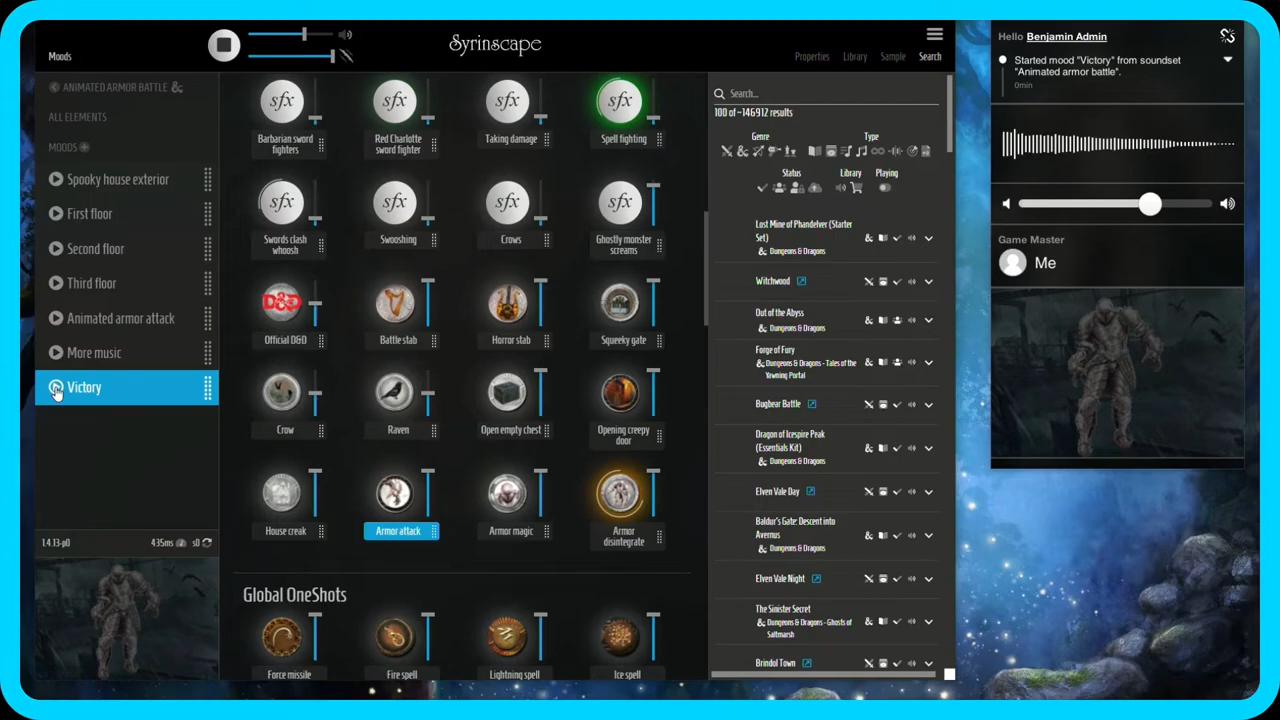 Moods
Syrinscape
Properties
Library
Sample
Search
ANIMATED ARMOR BATTLE
ALL ELEMENTS
MOODS
Spooky house exterior
First floor
Second floor
Third floor
Animated armor attack
More music
Victory
1.4.13-p0
435ms
s0
sfx
sfx
sfx
sfx
Barbarian sword
fighters
Red Charlotte
sword fighter
Taking damage
Spell fighting
sfx
sfx
sfx
sfx
Swords clash
whoosh
Swooshing
Crows
Ghostly monster
screams
D&D
Official D&D
Battle stab
Horror stab
Squeeky gate
Crow
Raven
Open empty chest
Opening creepy
door
House creak
Armor attack
Armor magic
Armor
disintegrate
Global OneShots
Force missile
Fire spell
Lightning spell
Ice spell
Search...
100 of ~146912 results
Genre
Type
Status
Library
Playing
Lost Mine of Phandelver (Starter
Set)
Dungeons & Dragons
Witchwood
Out of the Abyss
Dungeons & Dragons
Forge of Fury
Dungeons & Dragons - Tales of the
Yawning Portal
Bugbear Battle
Dragon of Icespire Peak
(Essentials Kit)
Dungeons & Dragons
Elven Vale Day
Baldur's Gate: Descent into
Avernus
Dungeons & Dragons
Elven Vale Night
The Sinister Secret
Dungeons & Dragons - Ghosts of
Saltmarsh
Brindol Town
Hello Benjamin Admin
Started mood "Victory" from soundset
"Animated armor battle".
0min
Game Master
Me